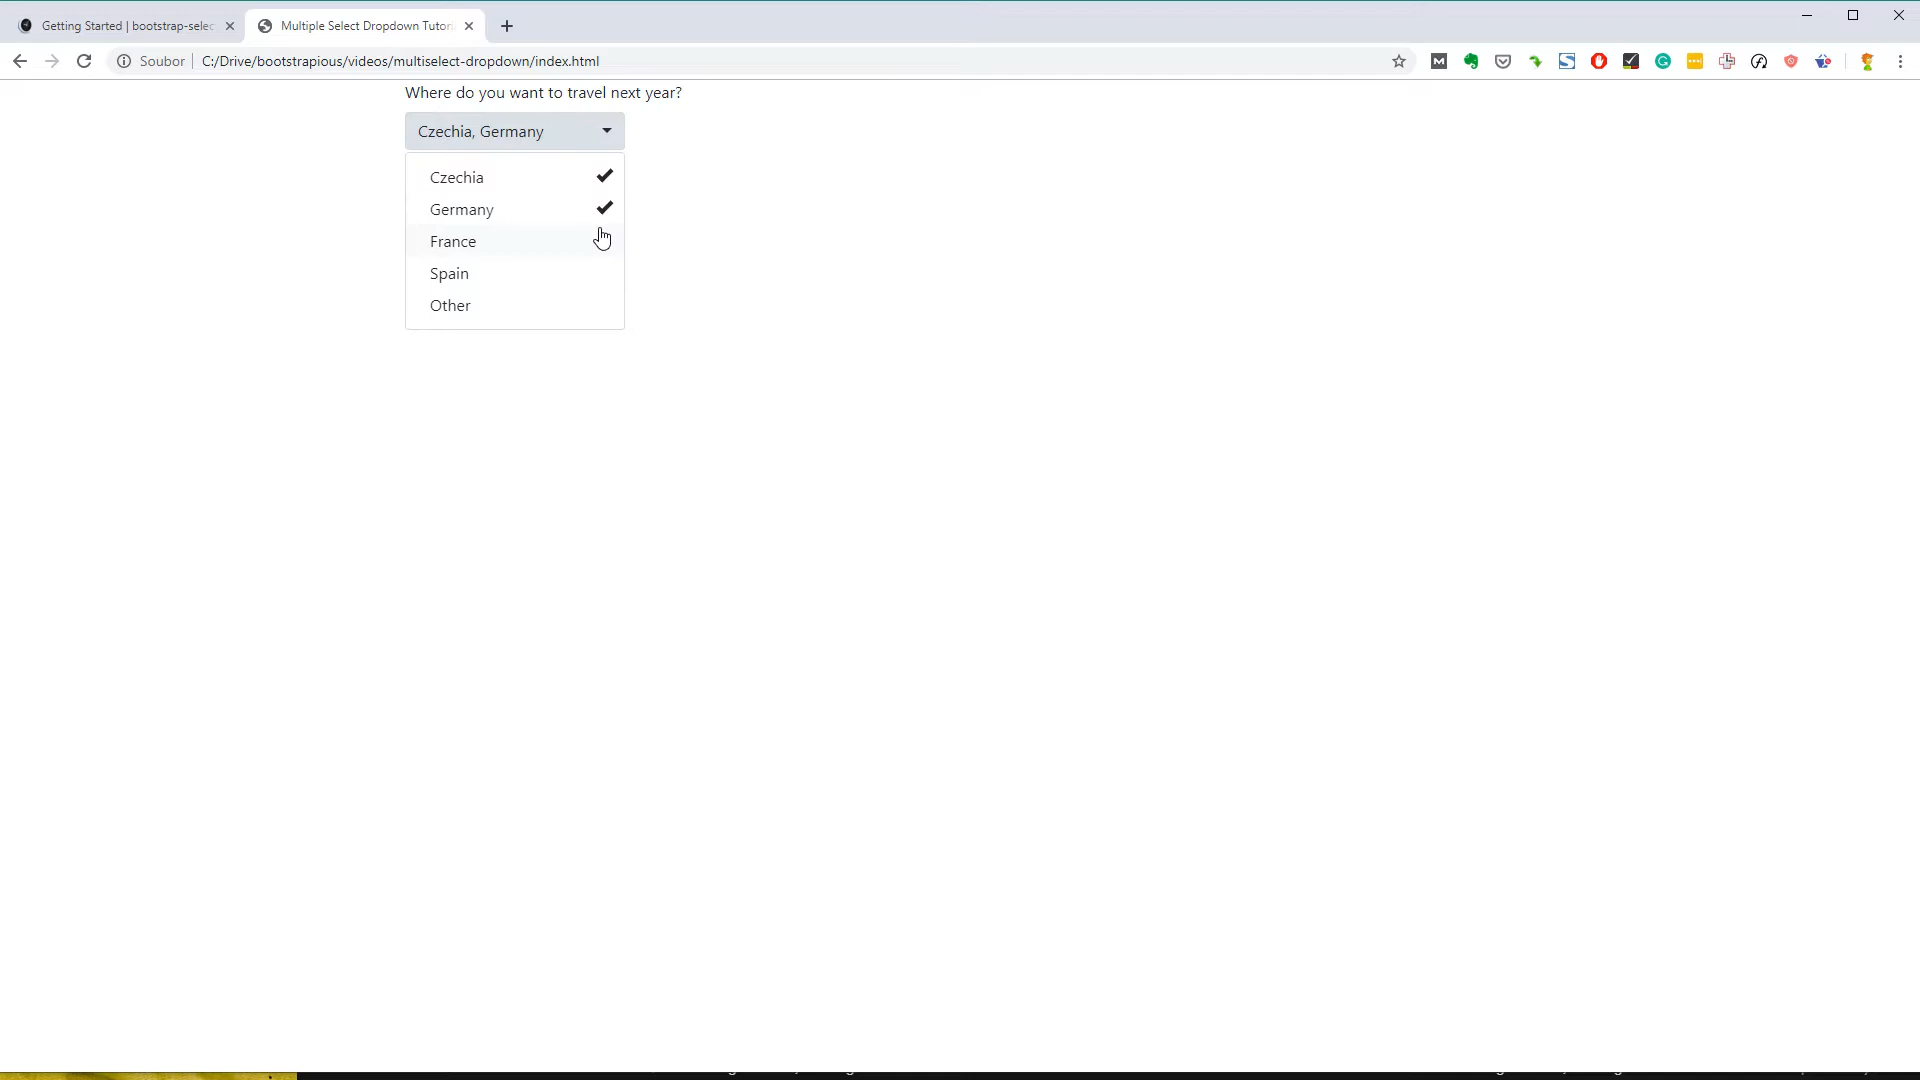 Getting Started | bootstrap-selec
Multiple Select Dropdown Tutori
Soubor
C:/Drive/bootstrapious/videos/multiselect-dropdown/index.html
Where do you want to travel next year?
Czechia, Germany
Czechia
Germany
France
Spain
Other